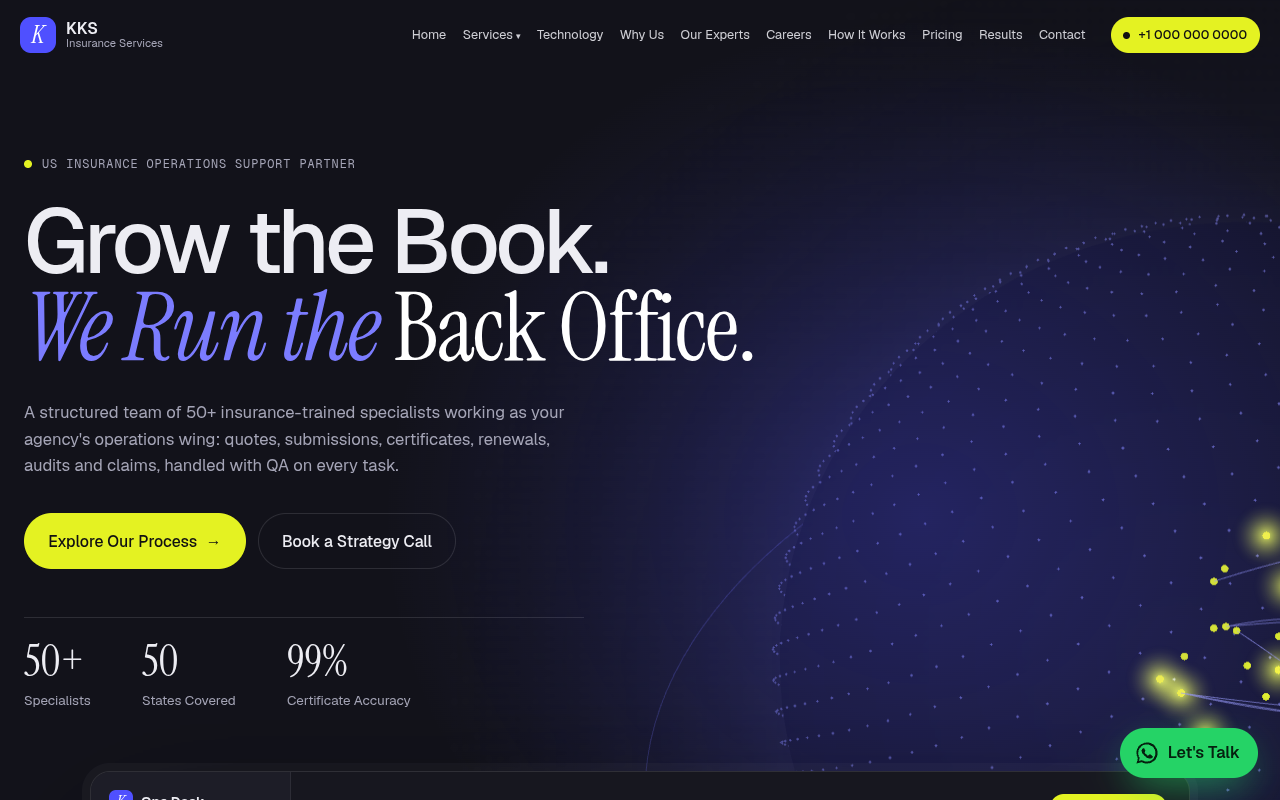 K
KKS
Insurance Services
Home
Services ▾
Technology
Why Us
Our Experts
Careers
How It Works
Pricing
Results
Contact
+1 000 000 0000
US INSURANCE OPERATIONS SUPPORT PARTNER
Grow the Book.
We Run the Back Office.
A structured team of 50+ insurance-trained specialists working as your
agency's operations wing: quotes, submissions, certificates, renewals,
audits and claims, handled with QA on every task.
Explore Our Process →
Book a Strategy Call
50+
50
99%
Specialists
States Covered
Certificate Accuracy
Let's Talk
K